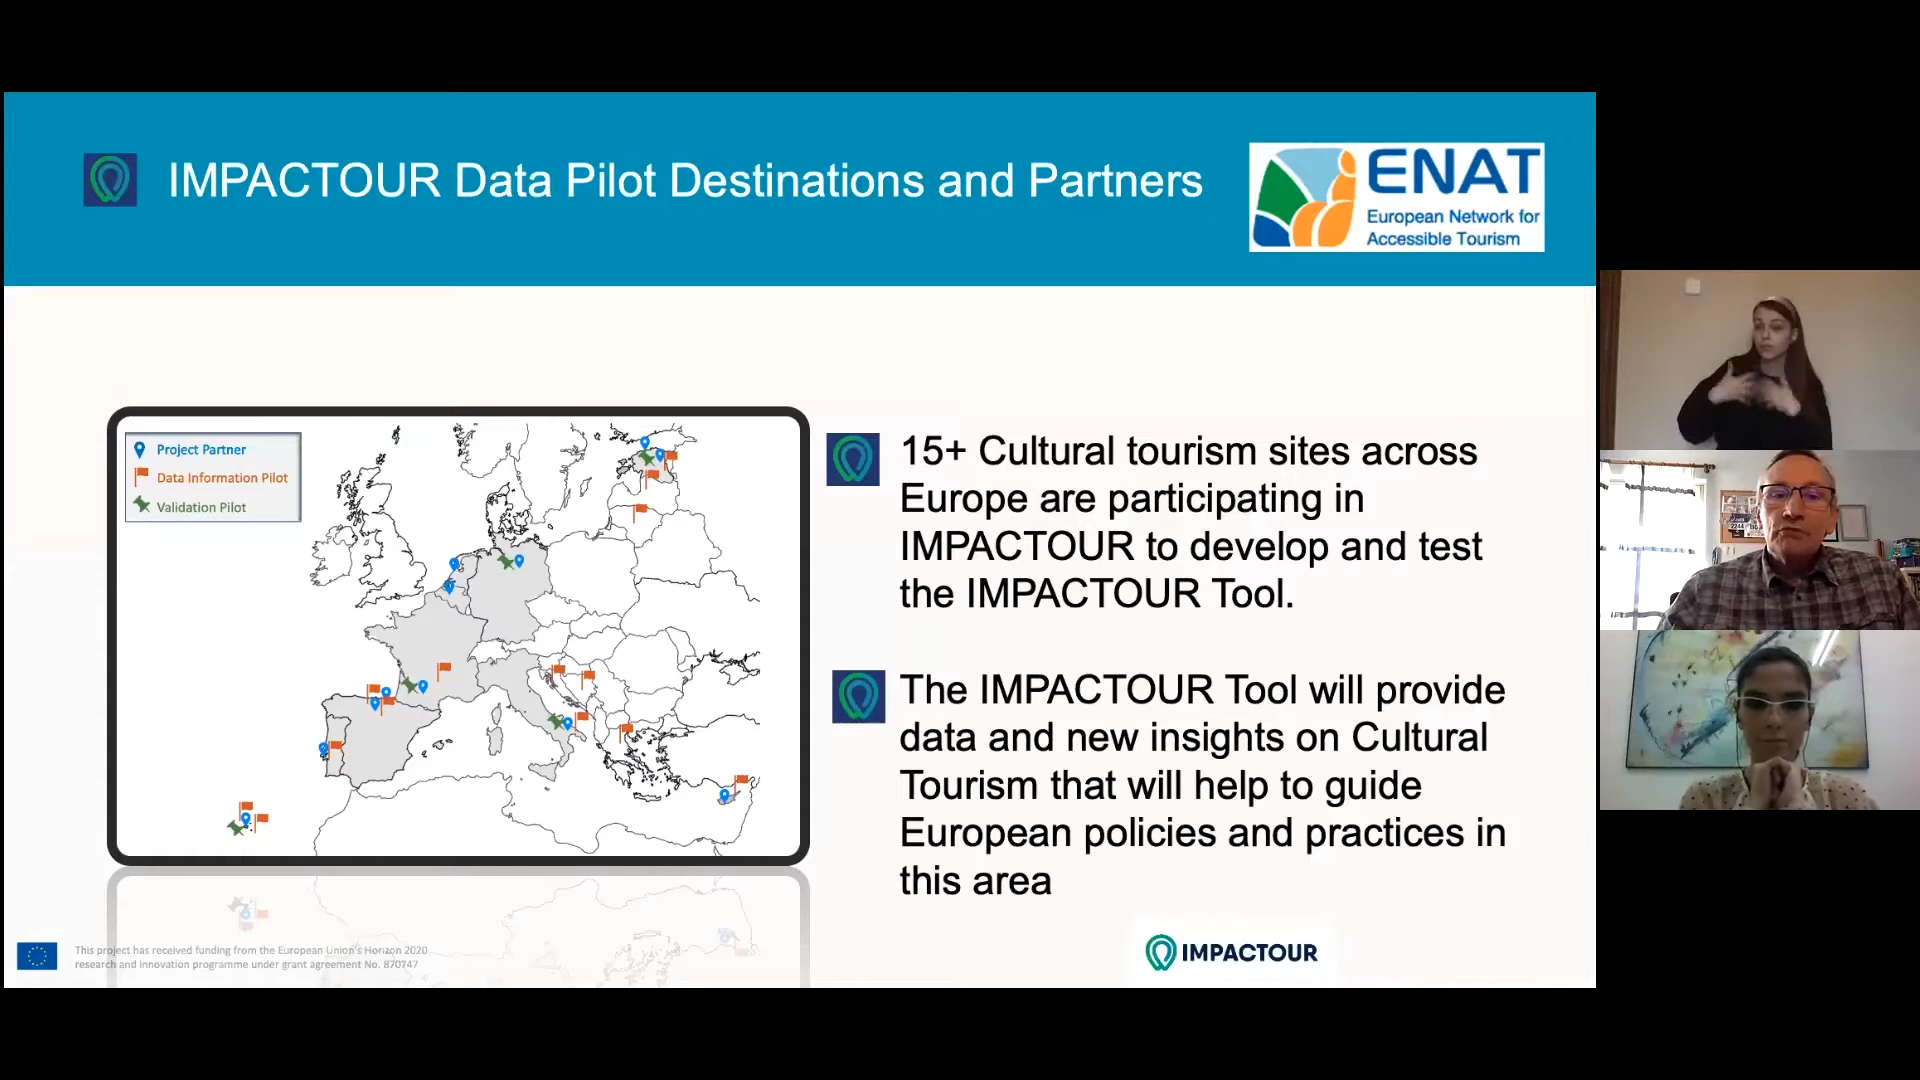 IMPACTOUR Data Pilot Destinations and Partners
ENAT
European Network for
Accessible Tourism
Project Partner
Data Information Pilot
Validation Pilot
15+ Cultural tourism sites across
Europe are participating in
IMPACTOUR to develop and test
the IMPACTOUR Tool.
The IMPACTOUR Tool will provide
data and new insights on Cultural
Tourism that will help to guide
European policies and practices in
this area
This project has received funding from the European Union's Horizon 2020
research and innovation programme under grant agreement No. 870747
IMPACTOUR